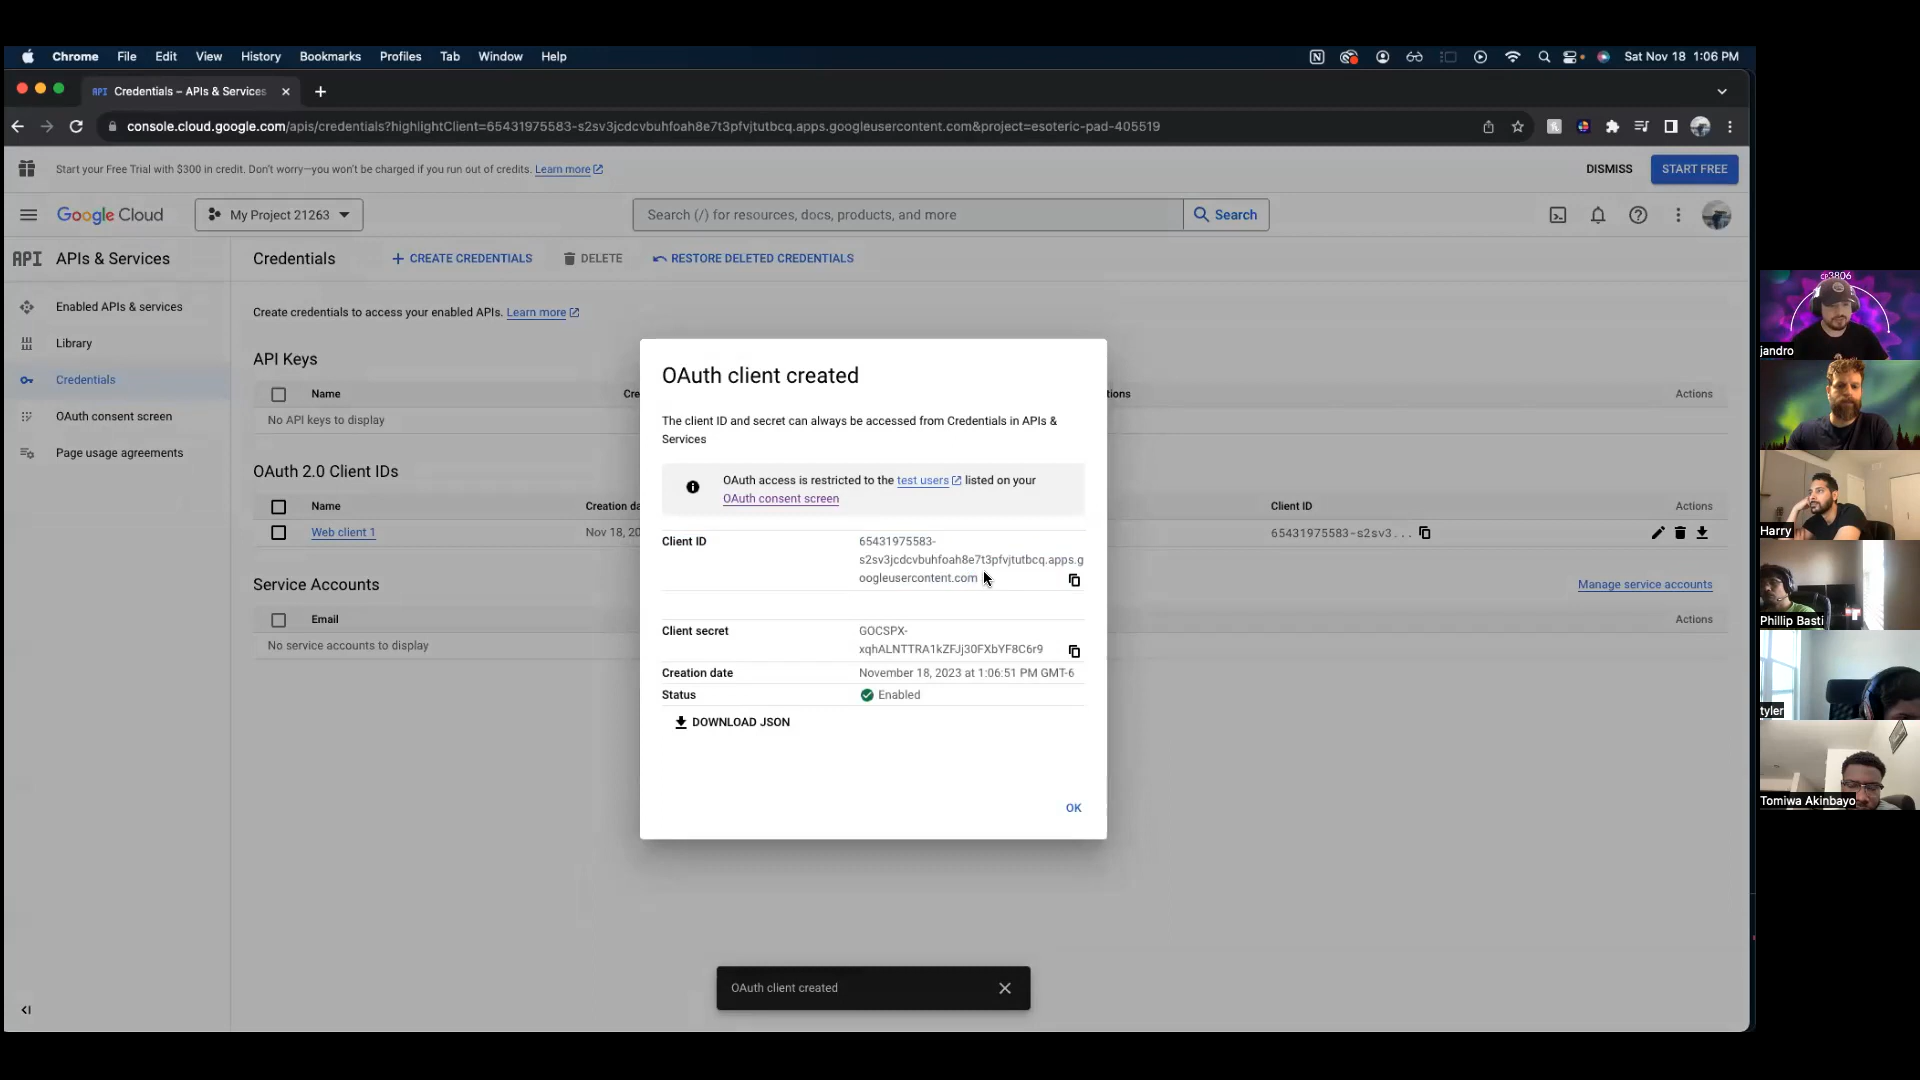 Chrome File Edit View History Bookmarks Profiles Tab Window Help
Sat Nov 18 1:06 PM
API Credentials – APIs & Services
console.cloud.google.com/apis/credentials?highlightClient=65431975583-s2sv3jcdcvbuhfoah8e7t3pfvjtutbcq.apps.googleusercontent.com&project=esoteric-pad-405519
Start your Free Trial with $300 in credit. Don't worry—you won't be charged if you run out of credits. Learn more
DISMISS
START FREE
Google Cloud
My Project 21263
Search (/) for resources, docs, products, and more
Search
API APIs & Services
Enabled APIs & services
Library
Credentials
OAuth consent screen
Page usage agreements
Credentials
+ CREATE CREDENTIALS
DELETE
RESTORE DELETED CREDENTIALS
Create credentials to access your enabled APIs. Learn more
API Keys
Name
Cre
tions
Actions
No API keys to display
OAuth 2.0 Client IDs
Name
Creation da
Client ID
Actions
Web client 1
Nov 18, 20
65431975583-s2sv3...
Service Accounts
Manage service accounts
Email
Actions
No service accounts to display
OAuth client created
The client ID and secret can always be accessed from Credentials in APIs &
Services
OAuth access is restricted to the test users listed on your
OAuth consent screen
Client ID
65431975583-
s2sv3jcdcvbuhfoah8e7t3pfvjtutbcq.apps.g
oogleusercontent.com
Client secret
GOCSPX-
xqhALNTTRA1kZFJj30FXbYF8C6r9
Creation date
November 18, 2023 at 1:06:51 PM GMT-6
Status
Enabled
DOWNLOAD JSON
OK
OAuth client created
cp3806
jandro
Harry
Phillip Basti
tyler
Tomiwa Akinbayo